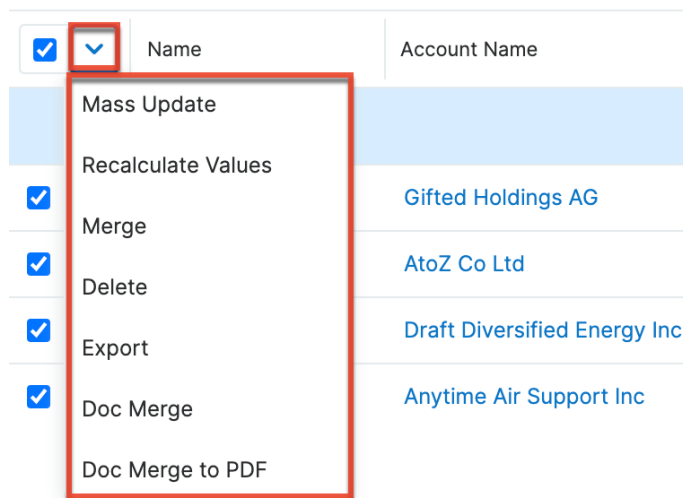 Name Account Name
Mass Update
Recalculate Values
Gifted Holdings AG
Merge
AtoZ Co Ltd
Delete
Draft Diversified Energy Inc
Export
Anytime Air Support Inc
Doc Merge
Doc Merge to PDF